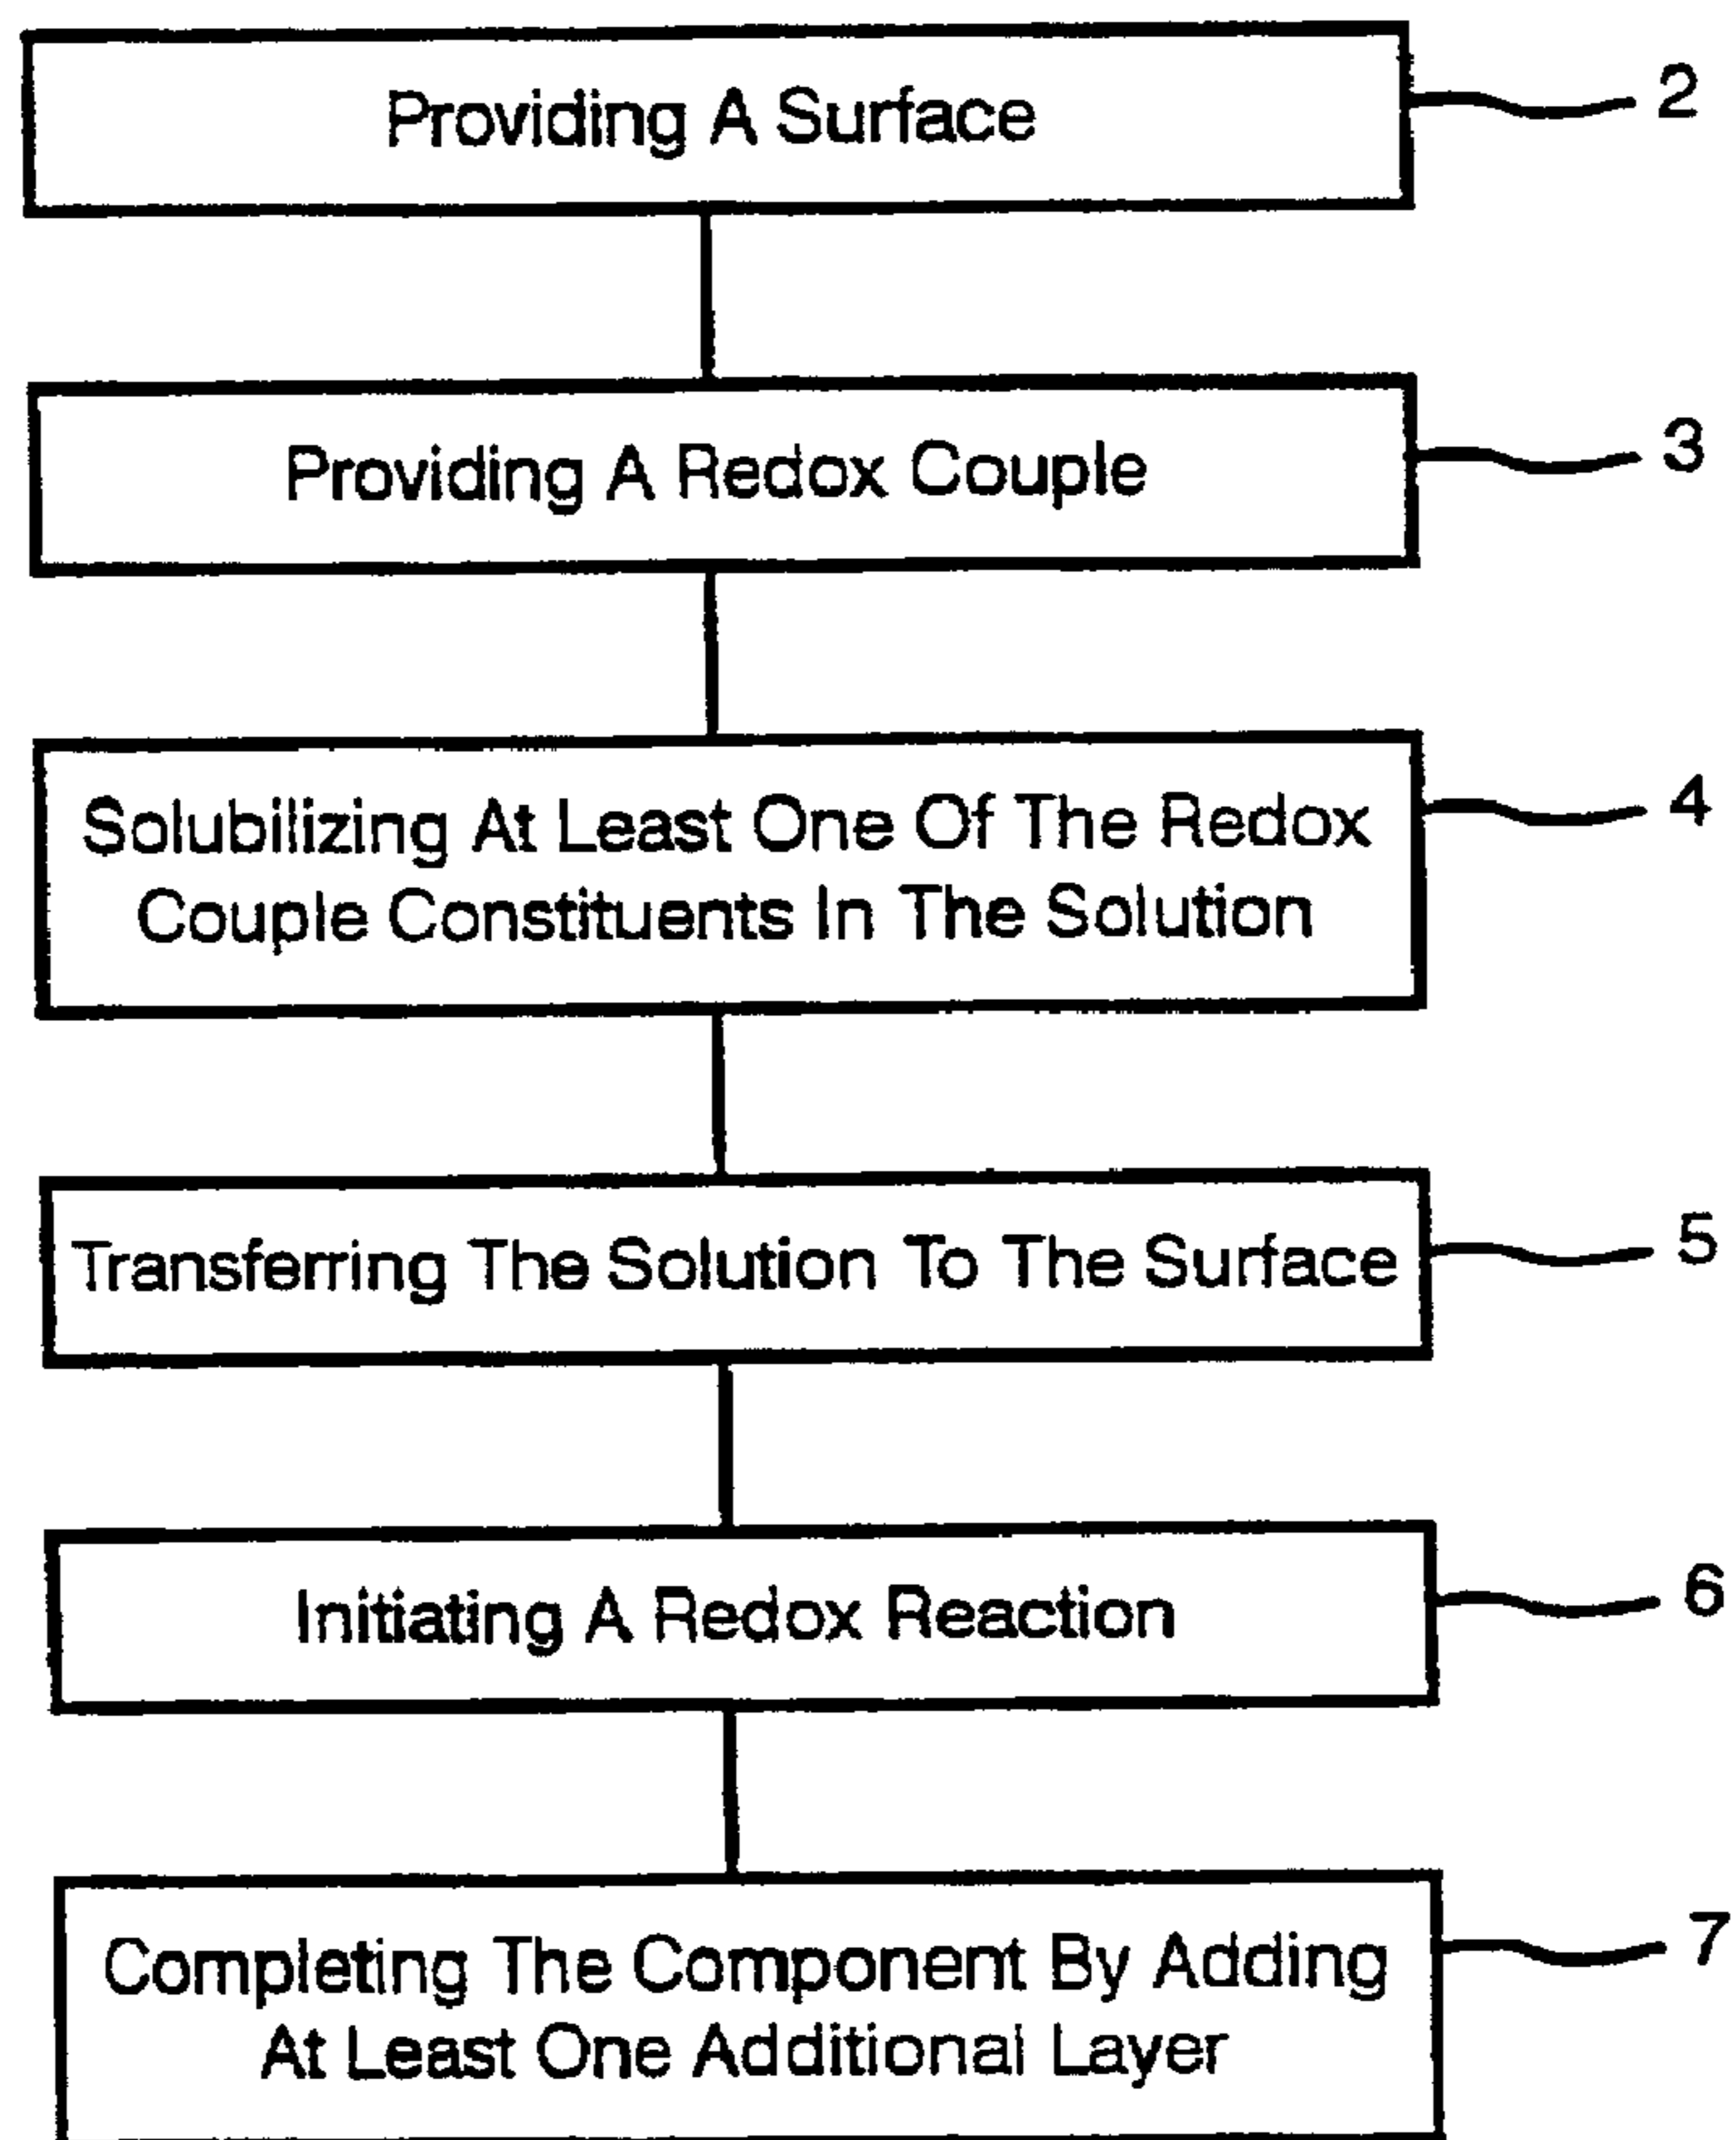 Providing A Surface
2
Providing A Redox Couple
3
Solubilizing At Least One Of The Redox
Couple Constituents In The Solution
4
Transferring The Solution To The Surface
5
Initiating A Redox Reaction
6
Completing The Component By Adding
At Least One Additional Layer
7